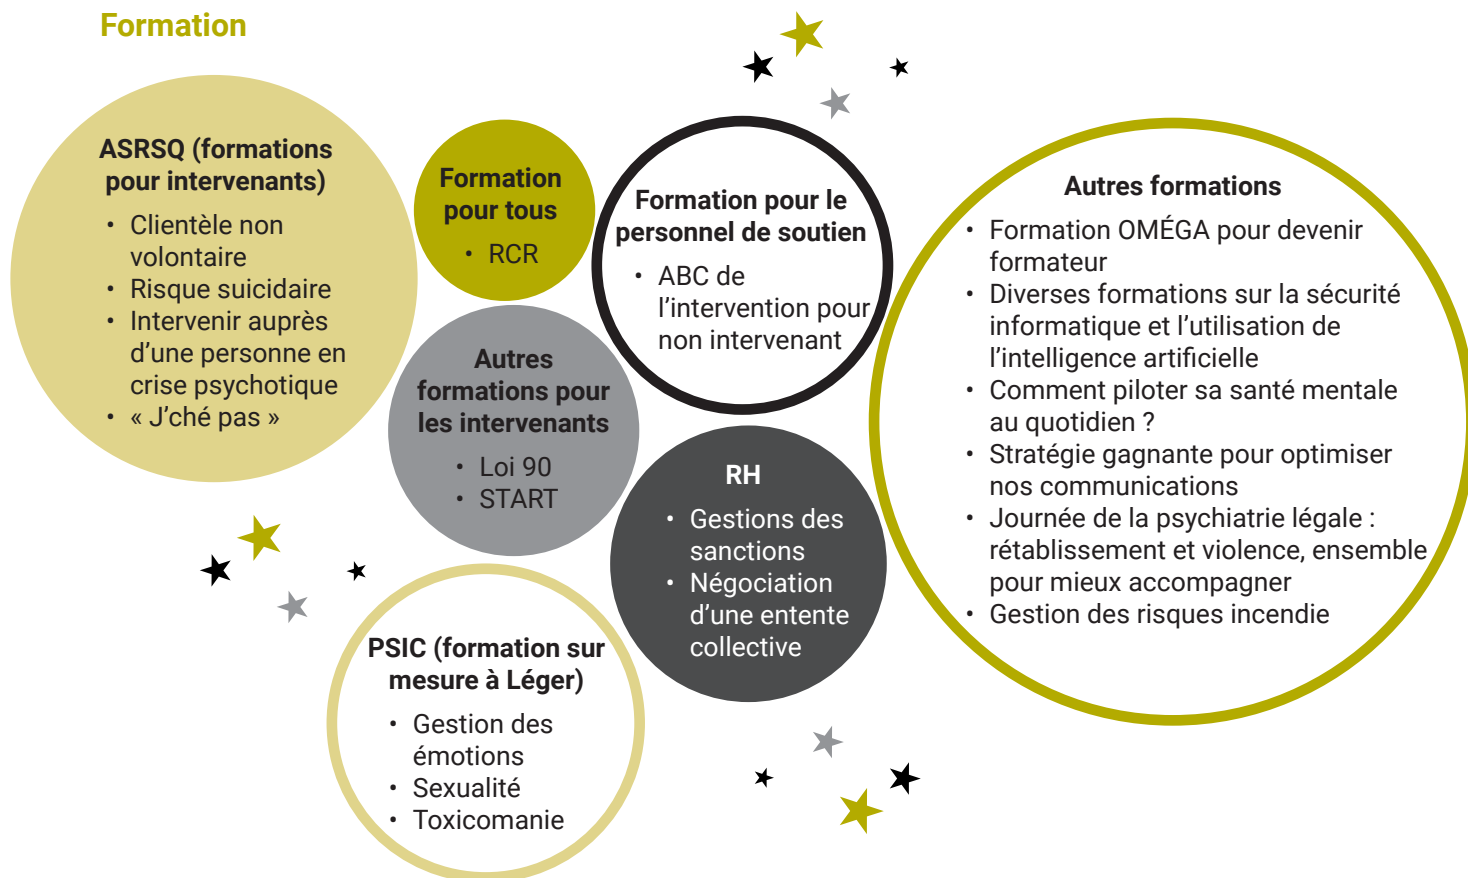 Formation
ASRSQ (formations
pour intervenants)
• Clientèle non
volontaire
• Risque suicidaire
• Intervenir auprès
d’une personne en
crise psychotique
• « J’ché pas »
Formation
pour tous
• RCR
Formation pour le
personnel de soutien
• ABC de
l’intervention pour
non intervenant
Autres formations
• Formation OMÉGA pour devenir
formateur
• Diverses formations sur la sécurité
informatique et l’utilisation de
l’intelligence artificielle
• Comment piloter sa santé mentale
au quotidien ?
• Stratégie gagnante pour optimiser
nos communications
• Journée de la psychiatrie légale :
rétablissement et violence, ensemble
pour mieux accompagner
• Gestion des risques incendie
Autres
formations pour
les intervenants
• Loi 90
• START
RH
• Gestions des
sanctions
• Négociation
d’une entente
collective
PSIC (formation sur
mesure à Léger)
• Gestion des
émotions
• Sexualité
• Toxicomanie